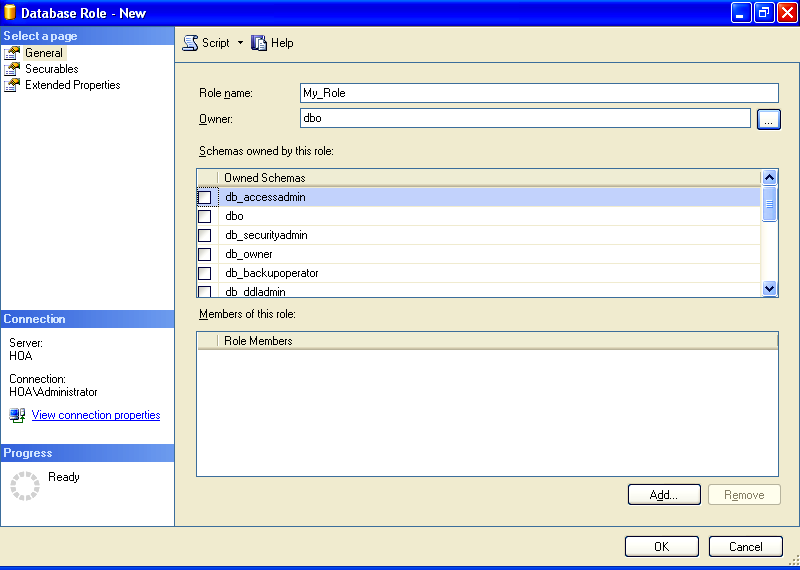 Database Role - New
Select a page
General
Securables
Extended Properties
Script
Help
Role name:
My_Role
Owner:
dbo
...
Schemas owned by this role:
Owned Schemas
db_accessadmin
dbo
db_securityadmin
db_owner
db_backupoperator
db_ddladmin
Members of this role:
Role Members
Connection
Server:
HOA
Connection:
HOA\Administrator
View connection properties
Progress
Ready
Add...
Remove
OK
Cancel